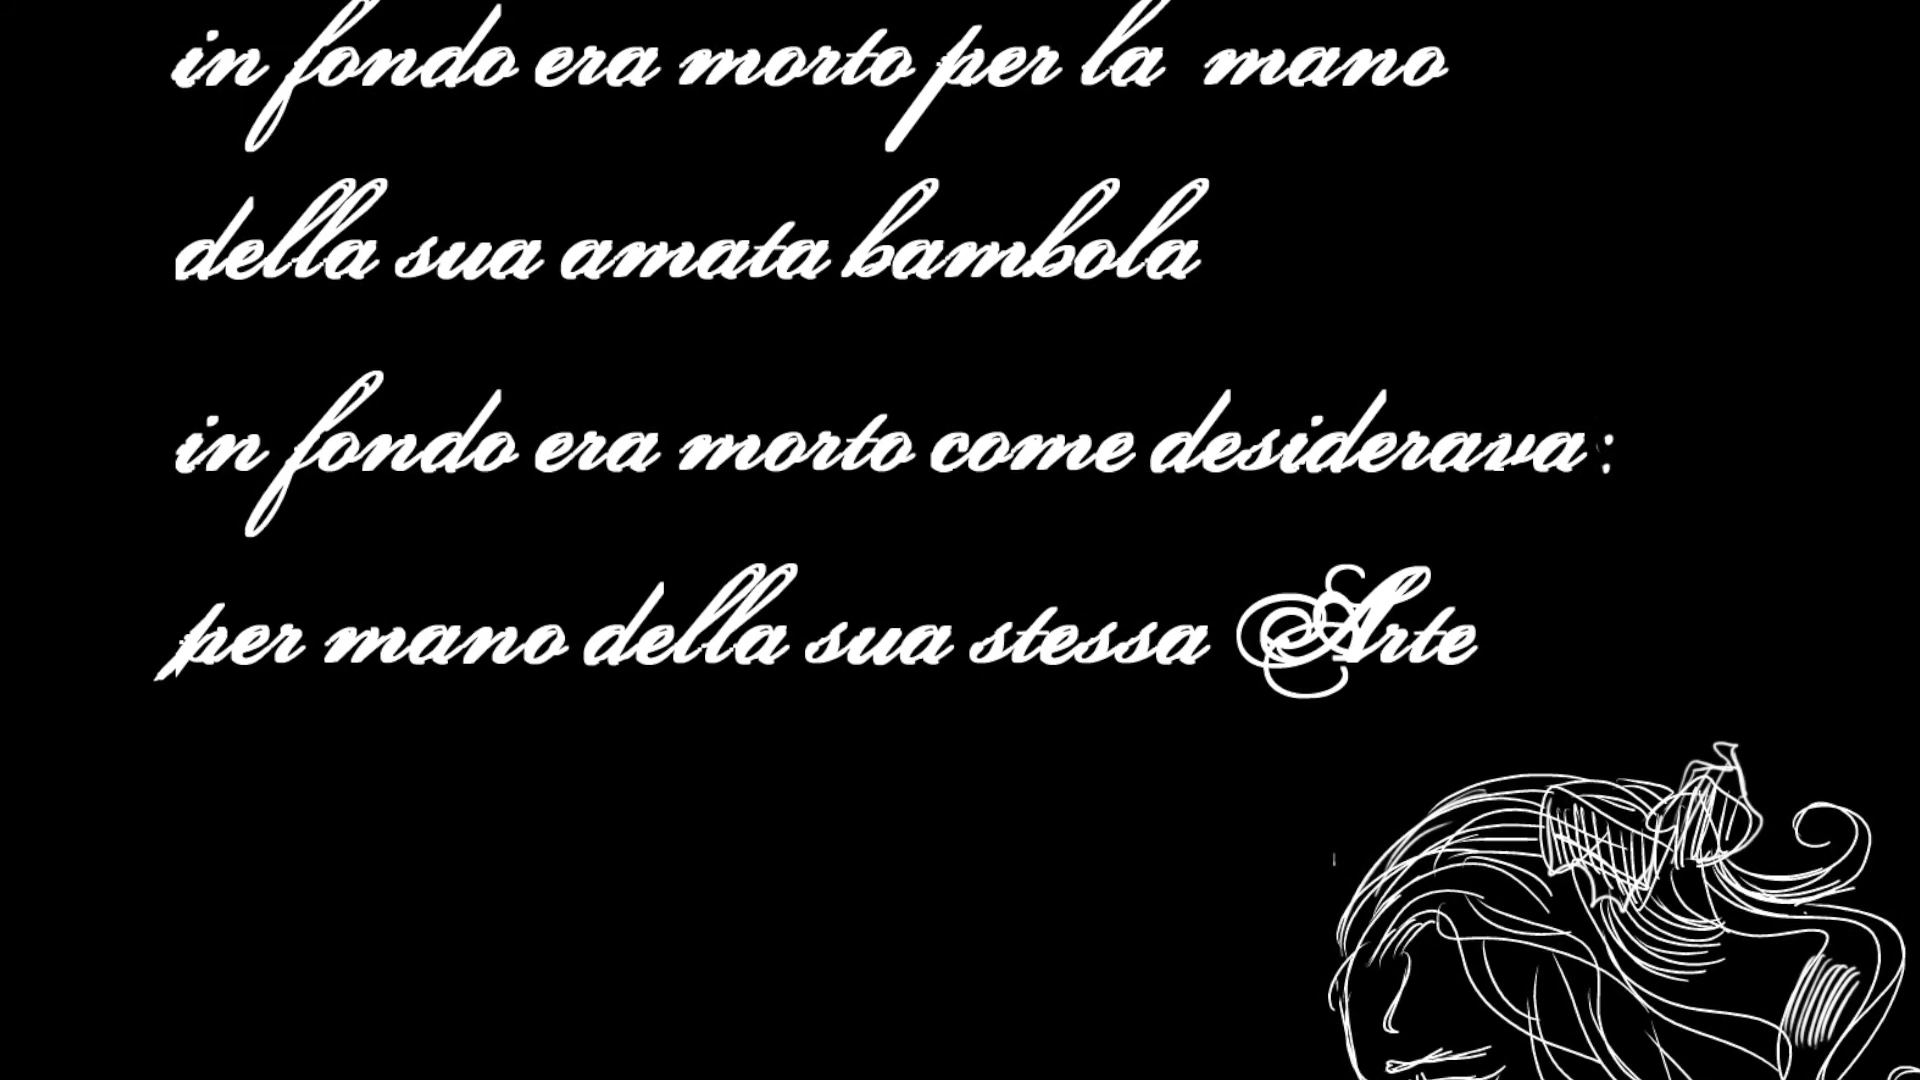 in fondo era morto per la mano
della sua amata bambola
in fondo era morto come desiderava:
per mano della sua stessa Arte